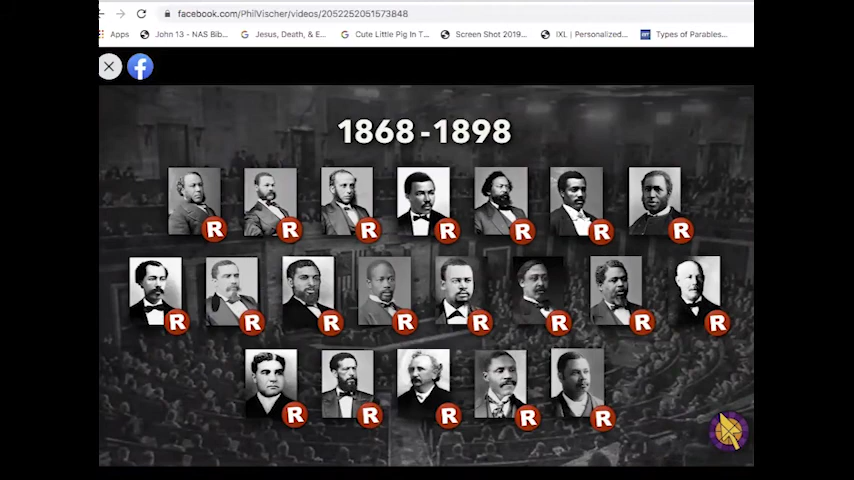 facebook.com/PhilVischer/videos/2052252051573848
Apps John 13 - NAS Bib... Jesus, Death, & E... Cute Little Pig In T... Screen Shot 2019... IXL | Personalized... Types of Parables...
1868-1898
R R R R R R R
R R R R R R R R
R R R R R